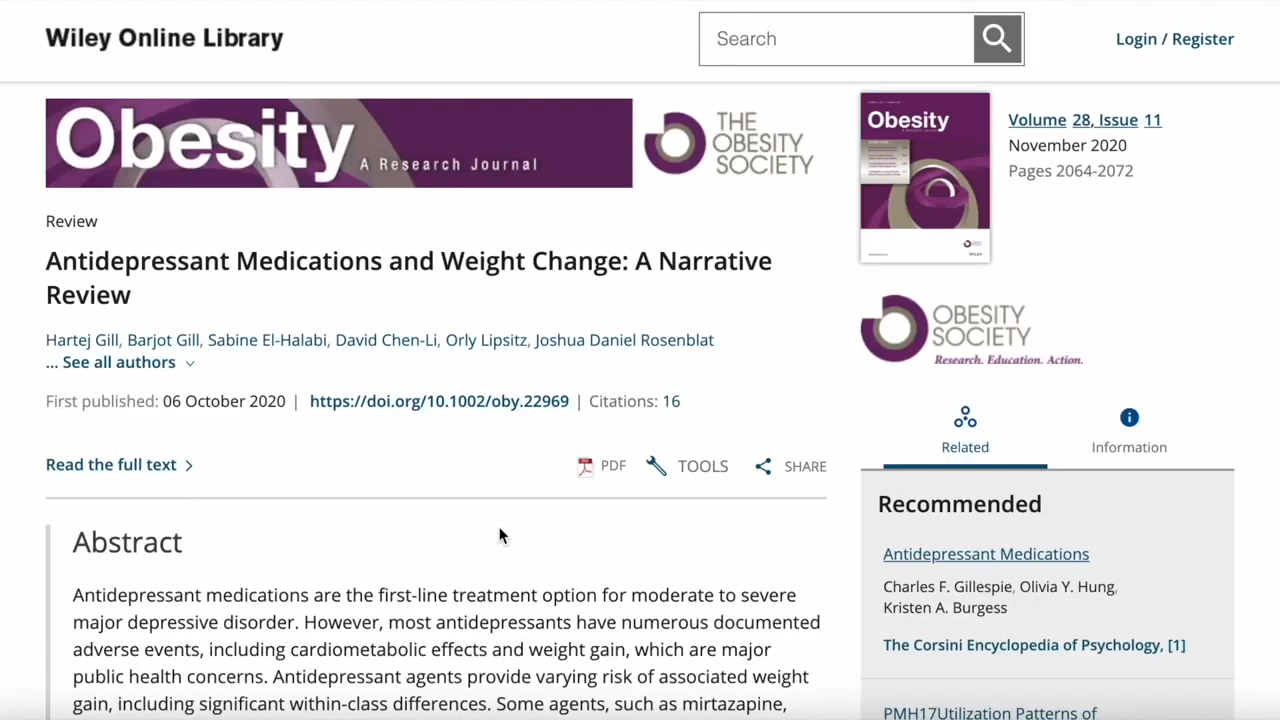 Wiley Online Library
Search
Login / Register
Obesity A Research Journal
THE
OBESITY
SOCIETY
Review
Antidepressant Medications and Weight Change: A Narrative
Review
Hartej Gill, Barjot Gill, Sabine El-Halabi, David Chen-Li, Orly Lipsitz, Joshua Daniel Rosenblat
... See all authors
First published: 06 October 2020 | https://doi.org/10.1002/oby.22969 | Citations: 16
Read the full text
PDF
TOOLS
SHARE
Abstract
Antidepressant medications are the first-line treatment option for moderate to severe
major depressive disorder. However, most antidepressants have numerous documented
adverse events, including cardiometabolic effects and weight gain, which are major
public health concerns. Antidepressant agents provide varying risk of associated weight
gain, including significant within-class differences. Some agents, such as mirtazapine,
Obesity
Volume 28, Issue 11
November 2020
Pages 2064-2072
OBESITY
SOCIETY
Research. Education. Action.
Related
Information
Recommended
Antidepressant Medications
Charles F. Gillespie, Olivia Y. Hung,
Kristen A. Burgess
The Corsini Encyclopedia of Psychology, [1]
PMH17Utilization Patterns of